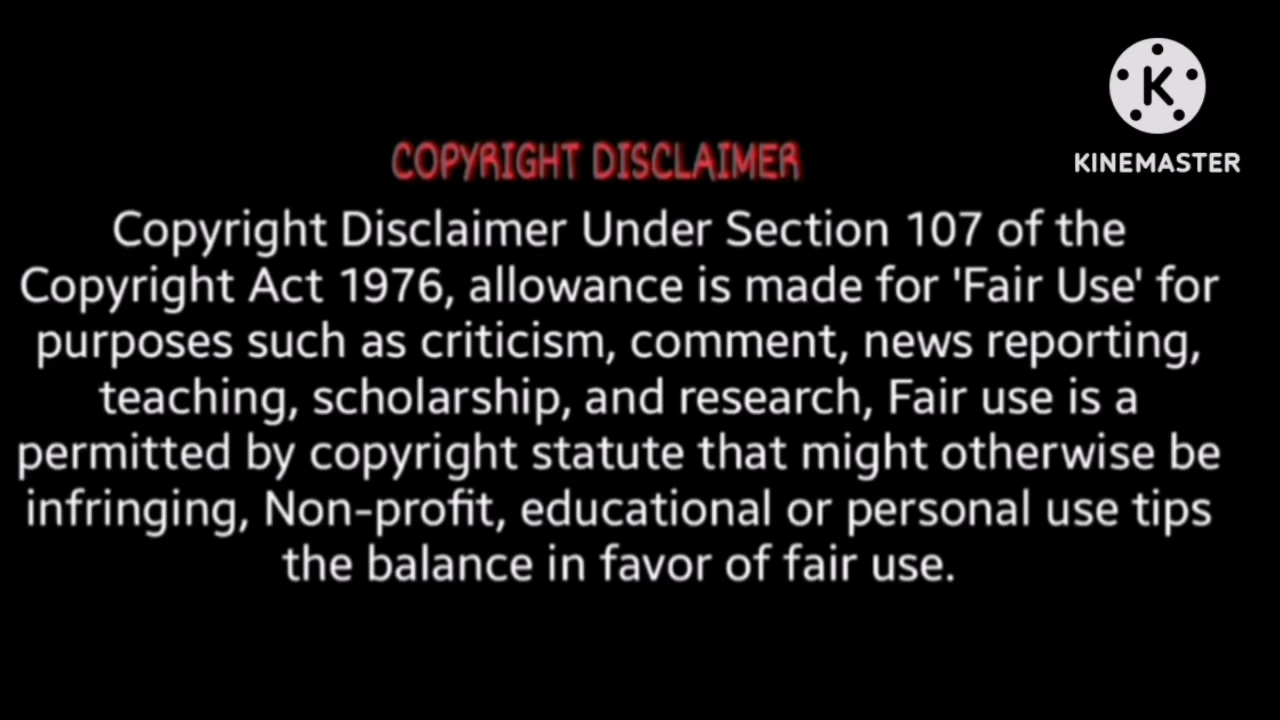 K
KINEMASTER
COPYRIGHT DISCLAIMER
Copyright Disclaimer Under Section 107 of the
Copyright Act 1976, allowance is made for 'Fair Use' for
purposes such as criticism, comment, news reporting,
teaching, scholarship, and research, Fair use is a
permitted by copyright statute that might otherwise be
infringing, Non-profit, educational or personal use tips
the balance in favor of fair use.